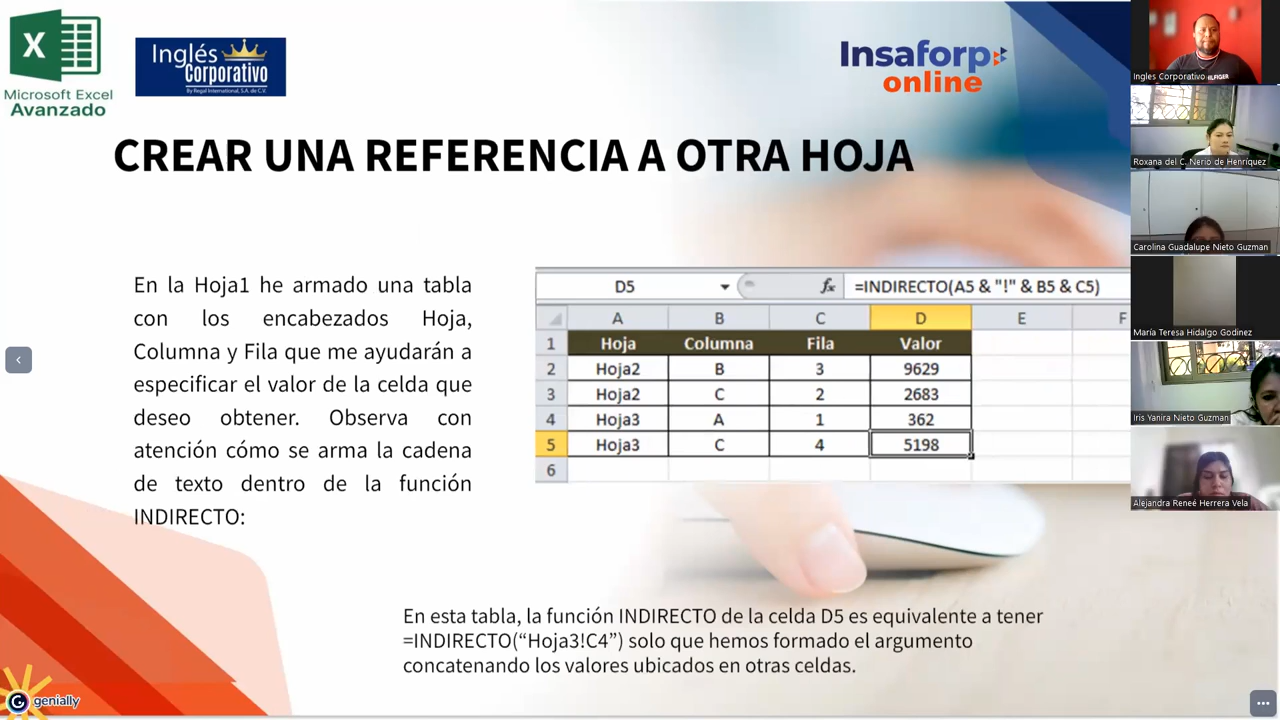 Microsoft Excel
Avanzado
Inglés
Corporativo
By Regal International, S.A. de C.V.
Insaforp
online
CREAR UNA REFERENCIA A OTRA HOJA
En la Hoja1 he armado una tabla
con los encabezados Hoja,
Columna y Fila que me ayudarán a
especificar el valor de la celda que
deseo obtener. Observa con
atención cómo se arma la cadena
de texto dentro de la función
INDIRECTO:
D5 fx =INDIRECTO(A5 & "!" & B5 & C5)
A B C D E F
1 Hoja Columna Fila Valor
2 Hoja2 B 3 9629
3 Hoja2 C 2 2683
4 Hoja3 A 1 362
5 Hoja3 C 4 5198
6
En esta tabla, la función INDIRECTO de la celda D5 es equivalente a tener
=INDIRECTO(“Hoja3!C4”) solo que hemos formado el argumento
concatenando los valores ubicados en otras celdas.
genially
Ingles Corporativo
HILFIGER
Roxana del C. Nerio de Henríquez
Carolina Guadalupe Nieto Guzman
María Teresa Hidalgo Godinez
Iris Yanira Nieto Guzman
Alejandra Reneé Herrera Vela